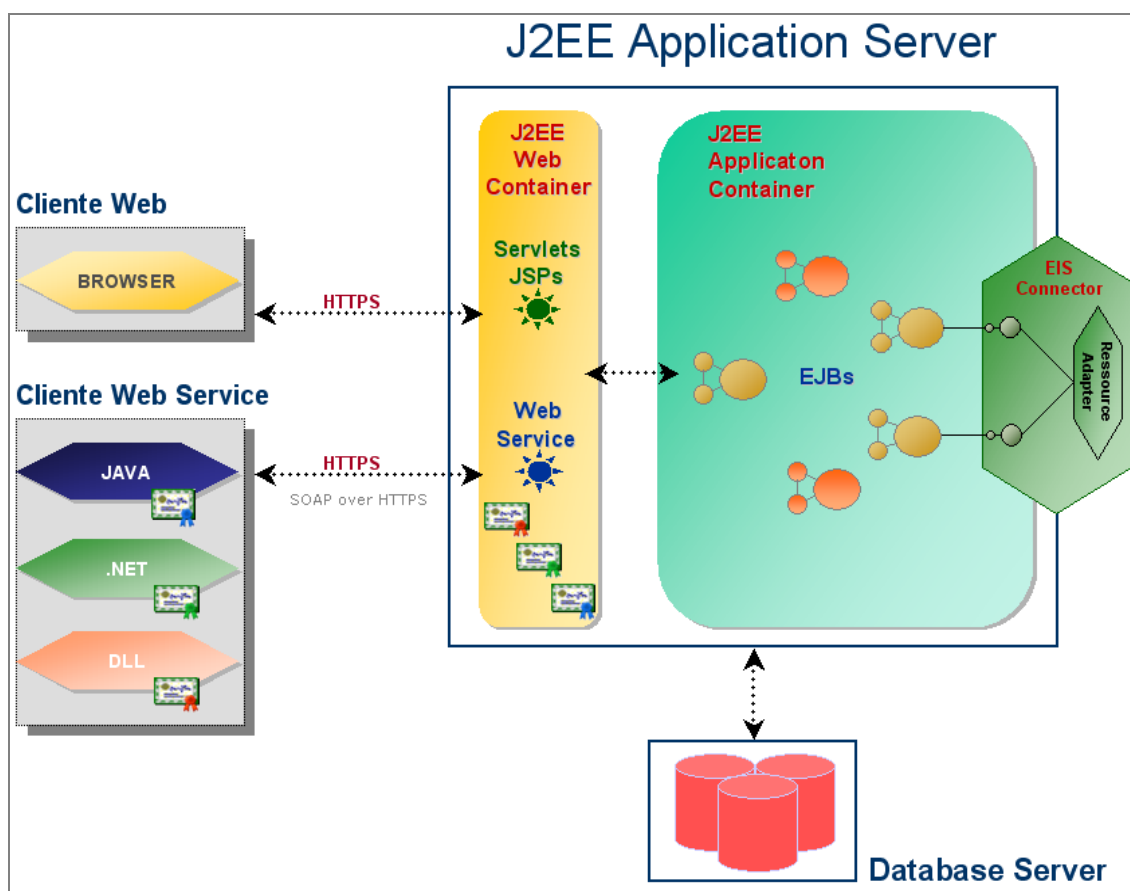 J2EE Application Server
J2EE
Web
Container
J2EE
Applicaton
Container
Cliente Web
BROWSER
HTTPS
Servlets
JSPs
EIS
Connector
Ressource
Adapter
EJBs
Cliente Web Service
JAVA
.NET
DLL
HTTPS
SOAP over HTTPS
Web
Service
Database Server